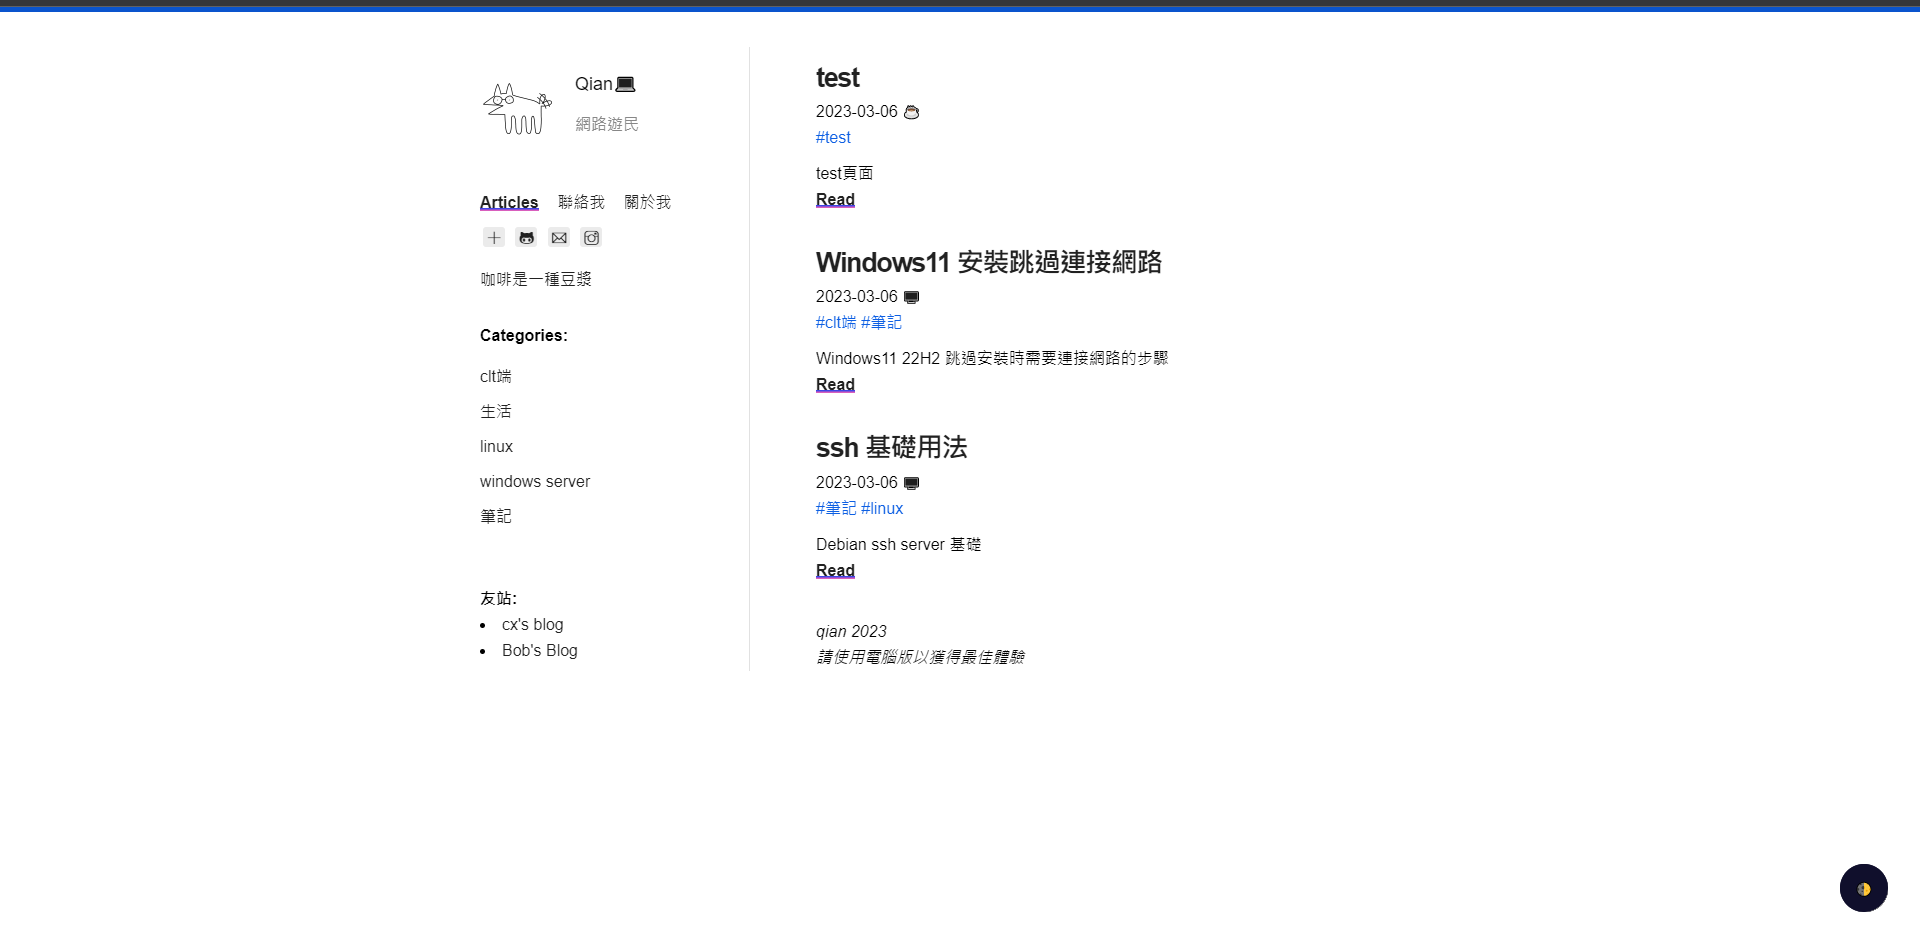 Qian
網路遊民
Articles 聯絡我 關於我
咖啡是一種豆漿
Categories:
clt端
生活
linux
windows server
筆記
友站:
cx's blog
Bob's Blog
test
2023-03-06
#test
test頁面
Read
Windows11 安裝跳過連接網路
2023-03-06
#clt端 #筆記
Windows11 22H2 跳過安裝時需要連接網路的步驟
Read
ssh 基礎用法
2023-03-06
#筆記 #linux
Debian ssh server 基礎
Read
qian 2023
請使用電腦版以獲得最佳體驗